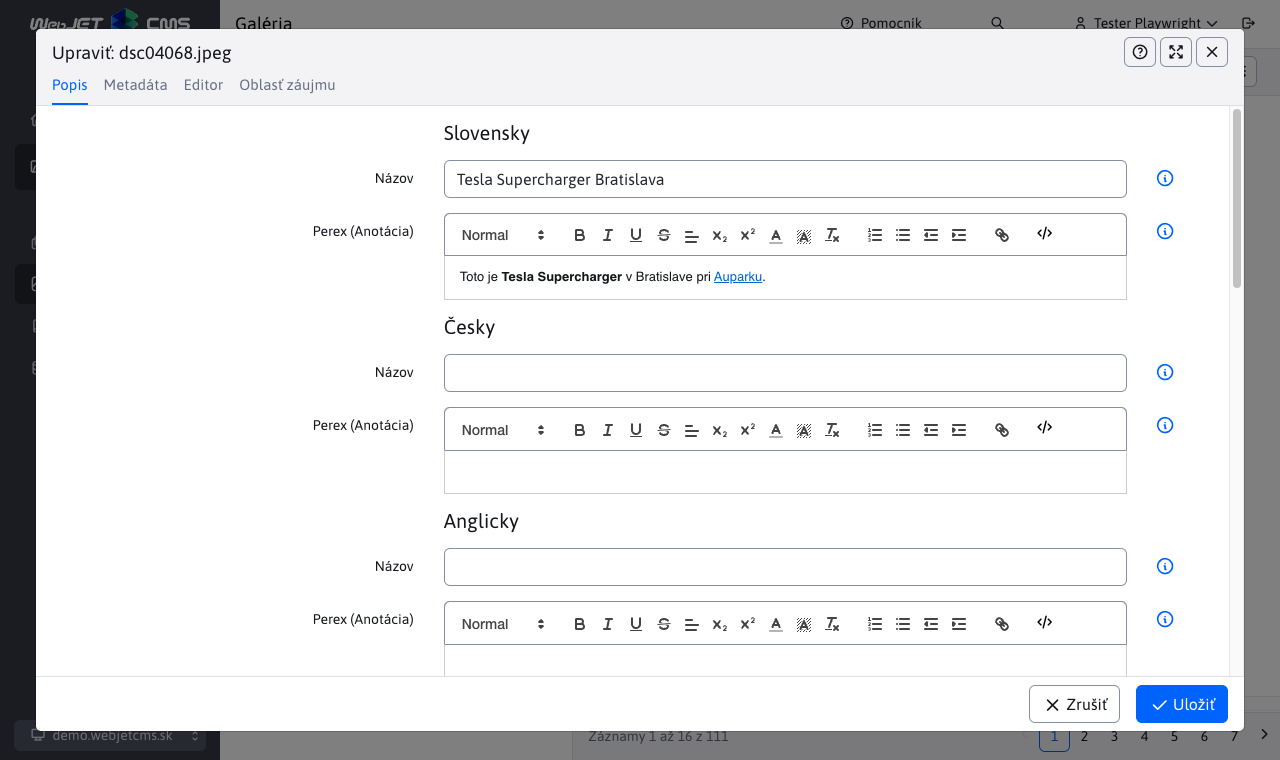 WebJET CMS
Galéria
Pomocník
Tester Playwright
Upraviť: dsc04068.jpeg
Popis
Metadáta
Editor
Oblasť záujmu
Slovensky
Názov
Tesla Supercharger Bratislava
Perex (Anotácia)
Normal
Toto je Tesla Supercharger v Bratislave pri Auparku.
Česky
Názov
Perex (Anotácia)
Normal
Anglicky
Názov
Perex (Anotácia)
Normal
Zrušiť
Uložiť
demo.webjetcms.sk
Záznamy 1 až 16 z 111
1 2 3 4 5 6 7